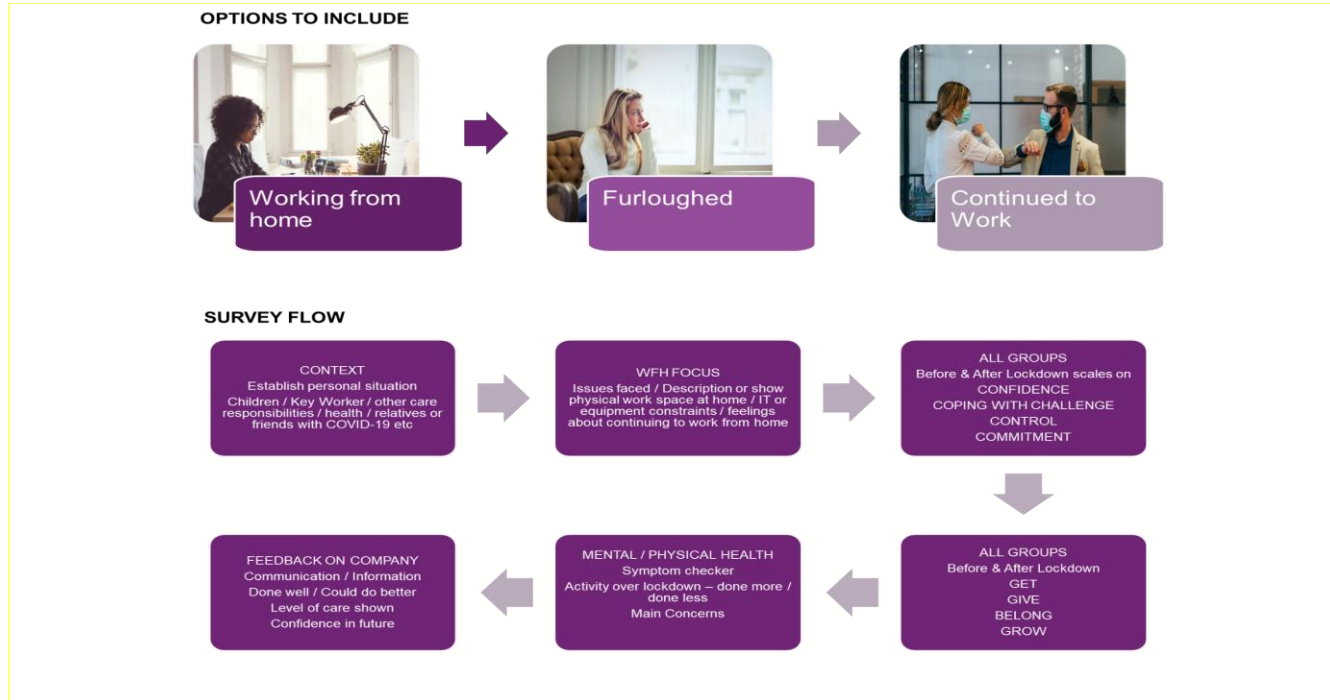 OPTIONS TO INCLUDE
Working from
home
Furloughed
Continued to
Work
SURVEY FLOW
CONTEXT
Establish personal situation
Children / Key Worker / other care
responsibilities / health / relatives or
friends with COVID-19 etc
WFH FOCUS
Issues faced / Description or show
physical work space at home / IT or
equipment constraints / feelings
about continuing to work from home
ALL GROUPS
Before & After Lockdown scales on
CONFIDENCE
COPING WITH CHALLENGE
CONTROL
COMMITMENT
ALL GROUPS
Before & After Lockdown
GET
GIVE
BELONG
GROW
MENTAL / PHYSICAL HEALTH
Symptom checker
Activity over lockdown – done more /
done less
Main Concerns
FEEDBACK ON COMPANY
Communication / Information
Done well / Could do better
Level of care shown
Confidence in future